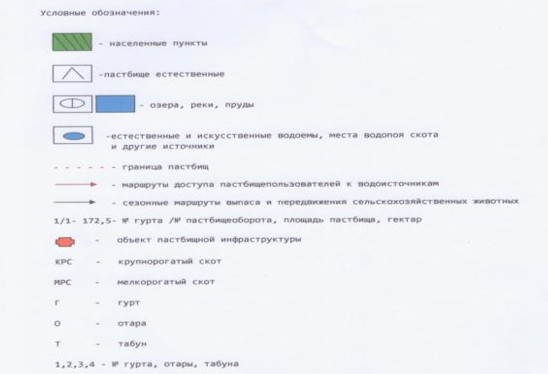 Условные обозначения:
- населенные пункты
-пастбище естественные
- озера, реки, пруды
-естественные и искусственные водоемы, места водопоя скота
и другие источники
- граница пастбищ
- маршруты доступа пастбищепользователей к водоисточникам
- сезонные маршруты выпаса и передвижения сельскохозяйственных животных
1/1- 172,5- № гурта /№ пастбищеоборота, площадь пастбища, гектар
- объект пастбищной инфраструктуры
КРС - крупнорогатый скот
МРС - мелкорогатый скот
Г - гурт
О - отара
Т - табун
1,2,3,4 - № гурта, отары, табуна